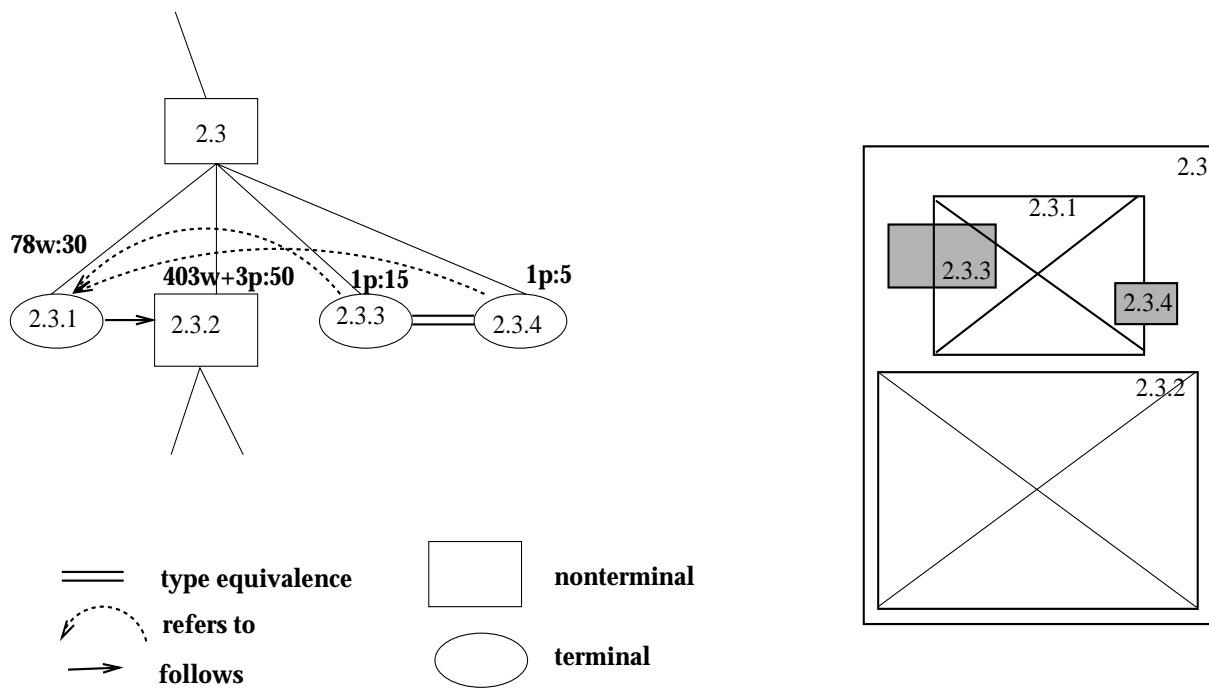 2.3
78w:30
403w+3p:50
1p:15
1p:5
2.3.1
2.3.2
2.3.3
2.3.4
type equivalence
refers to
follows
nonterminal
terminal
2.3
2.3.1
2.3.3
2.3.4
2.3.2